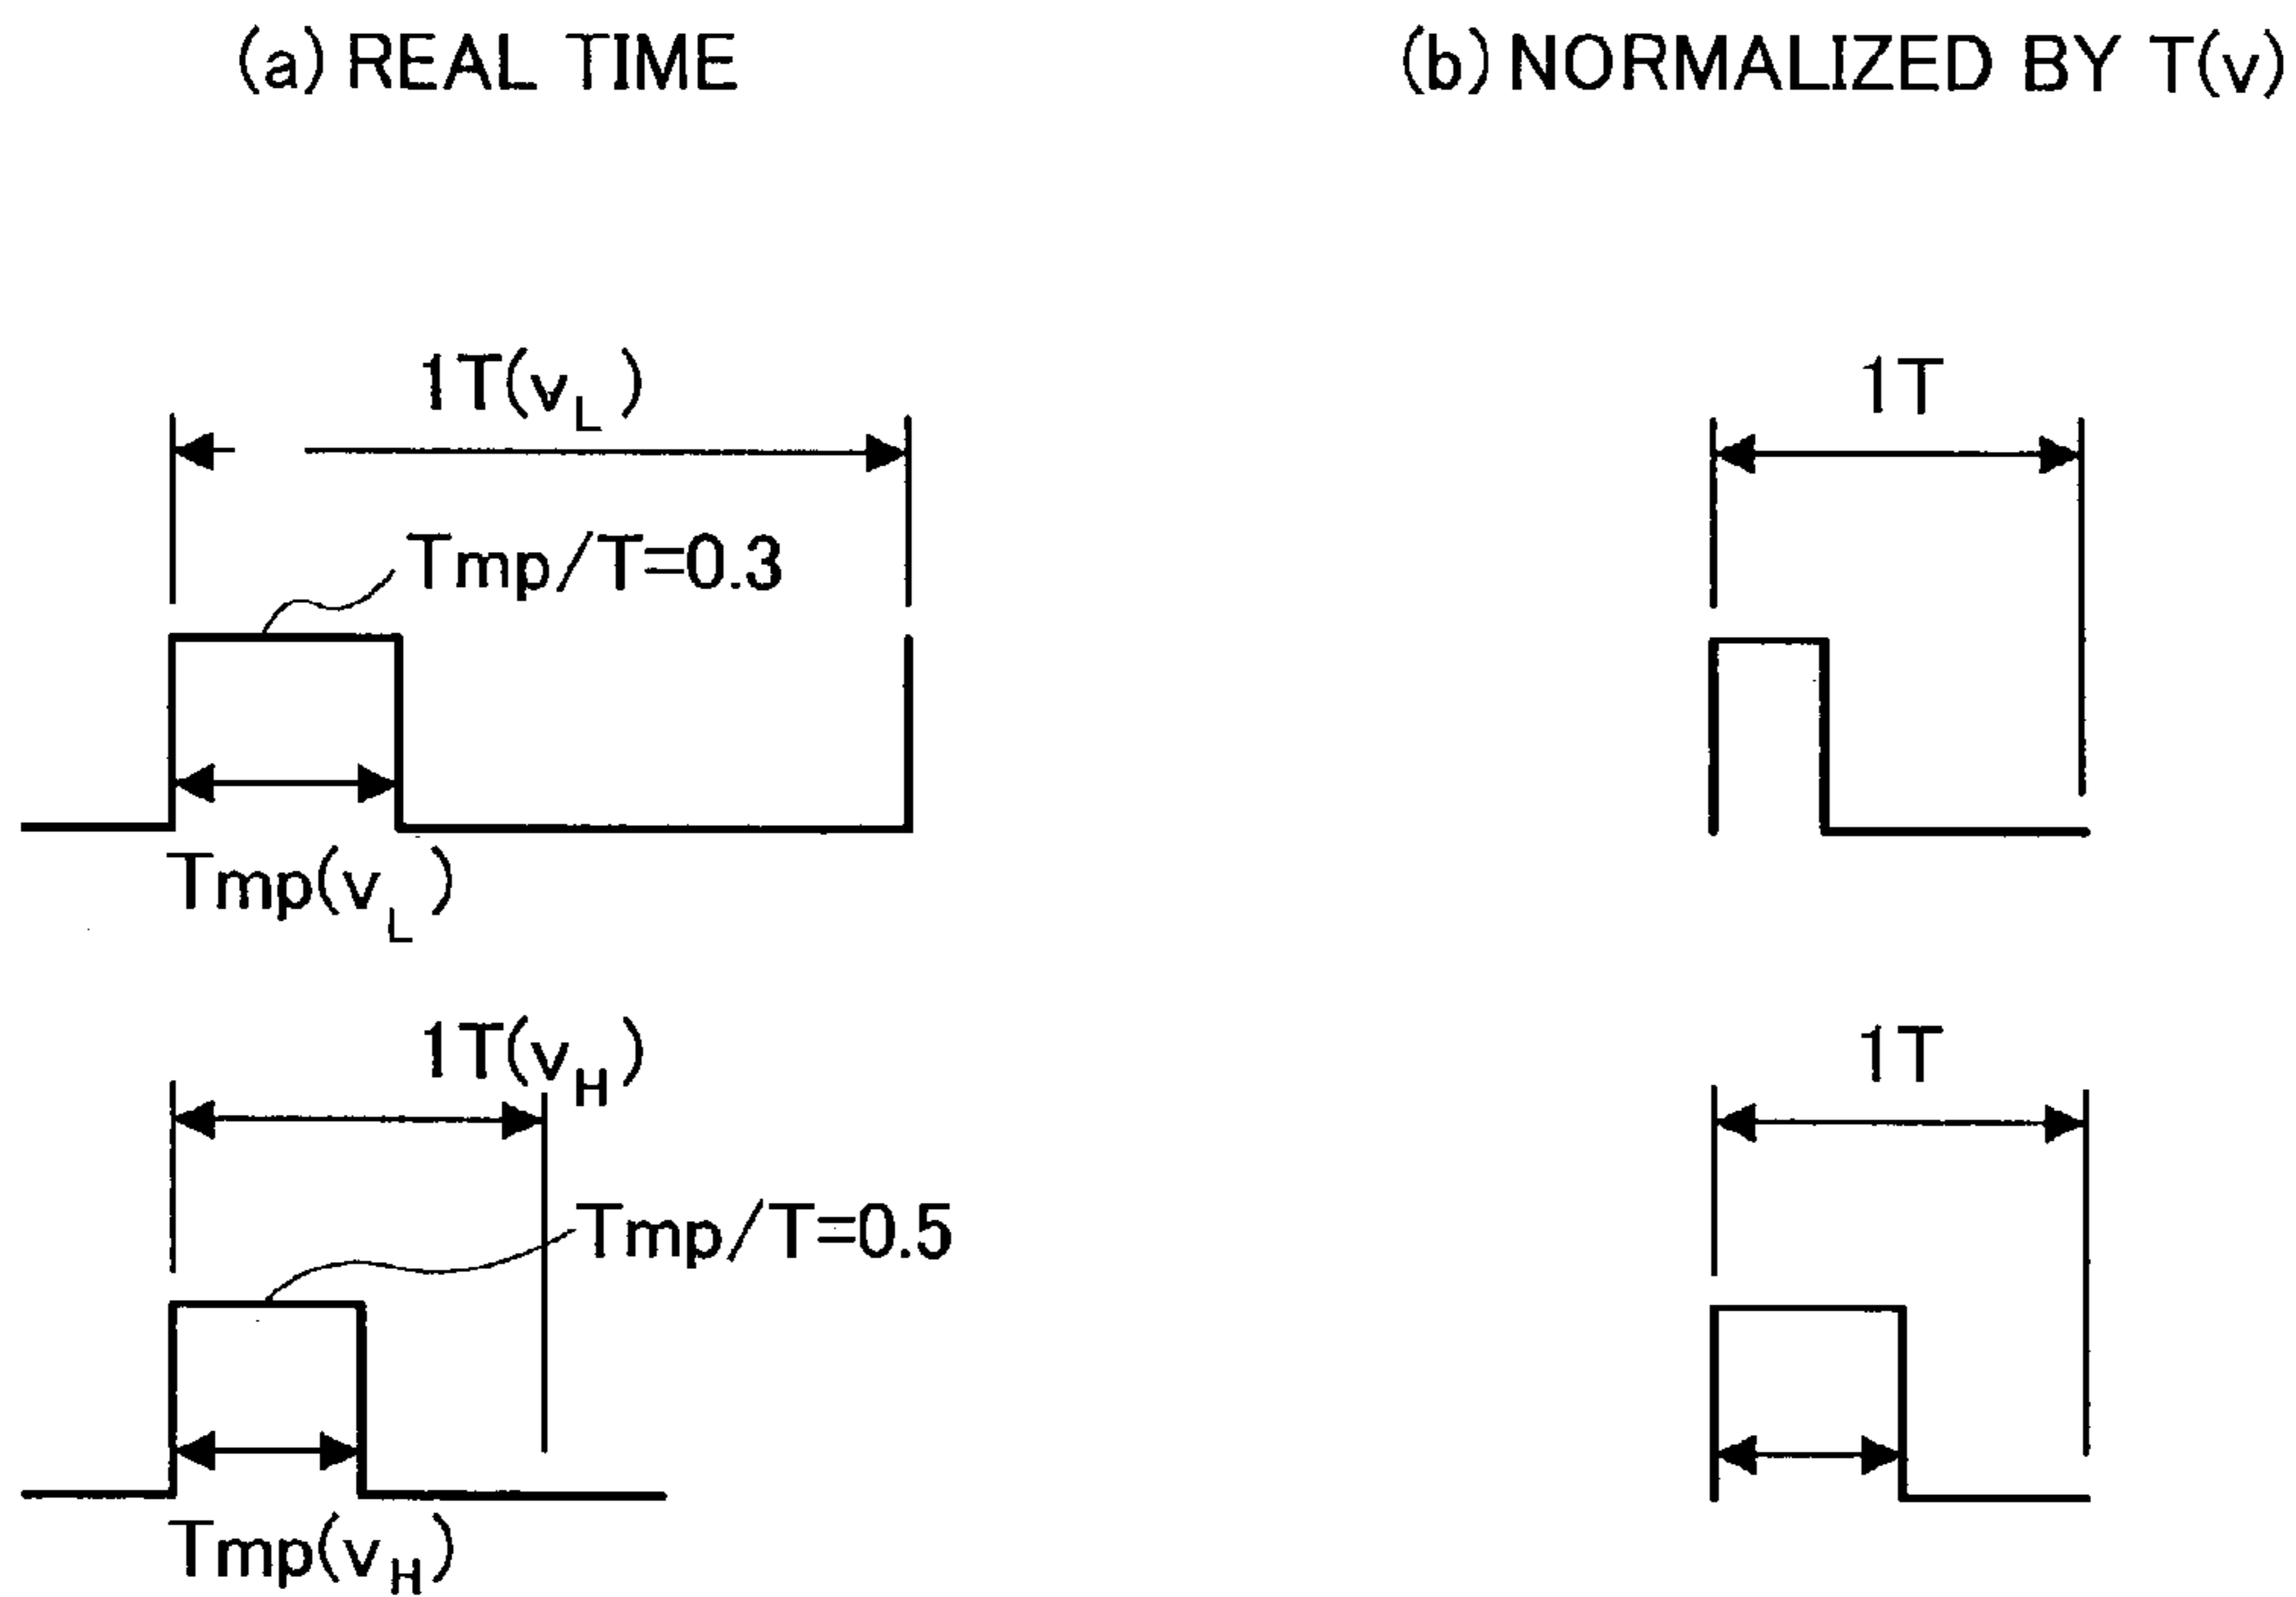 (a) REAL TIME
(b) NORMALIZED BY T(v)
1T(vL)
1T
Tmp/T=0.3
Tmp(vL)
1T(vH)
1T
Tmp/T=0.5
Tmp(vH)